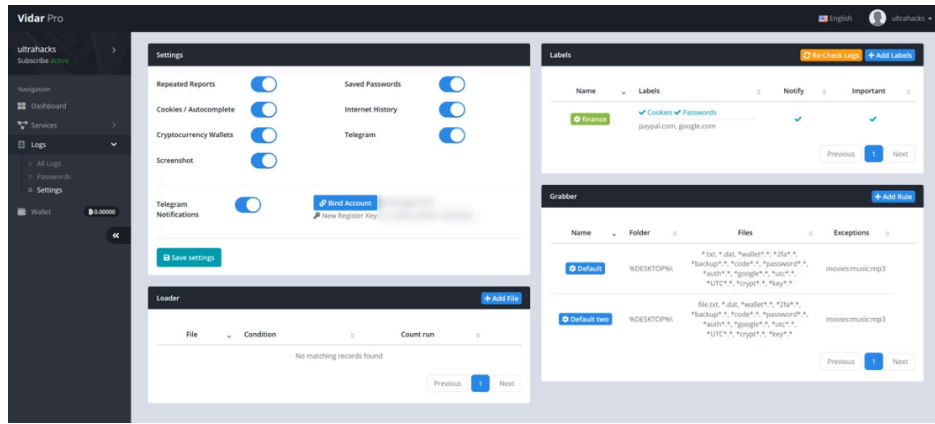 Vidar Pro
English
ultrahacks
ultrahacks
Subscribe active
Navigation
Dashboard
Services
Logs
All Logs
Passwords
Settings
Wallet
0.00000
Settings
Repeated Reports
Saved Passwords
Cookies / Autocomplete
Internet History
Cryptocurrency Wallets
Telegram
Screenshot
Telegram
Notifications
Bind Account
New Register Key:
Save settings
Loader
+ Add File
File Condition Count run
No matching records found
Previous 1 Next
Labels
Re-Check Logs
+ Add Labels
Name Labels Notify Important
finance
Cookies Passwords
paypal.com, google.com
Previous 1 Next
Grabber
+ Add Rule
Name Folder Files Exceptions
Default
%DESKTOP%\
*.txt, *.dat, *wallet*.*, *2fa*.*,
*backup*.*, *code*.*, *password*.*,
*auth*.*, *google*.*, *utc*.*,
*UTC*.*, *crypt*.*, *key*.*
movies:music:mp3
Default two
%DESKTOP%\
file.txt, *.dat, *wallet*.*, *2fa*.*,
*backup*.*, *code*.*, *password*.*,
*auth*.*, *google*.*, *utc*.*,
*UTC*.*, *crypt*.*, *key*.*
movies:music:mp3
Previous 1 Next